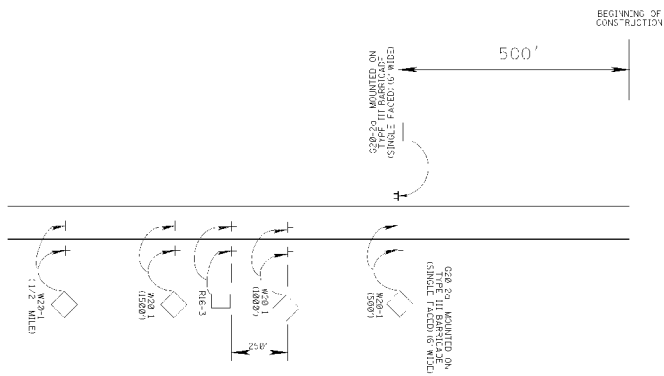 BEGINNING OF
CONSTRUCTION
500'
G20-2a MOUNTED ON
TYPE III BARRICADE
(SINGLE FACED)(6' WIDE)
W20-1
(1/2 MILE)
W20-1
(1500')
R16-3
W20-1
(1000')
250'
W20-1
(500')
G20-2a MOUNTED ON
TYPE III BARRICADE
(SINGLE FACED)(6' WIDE)